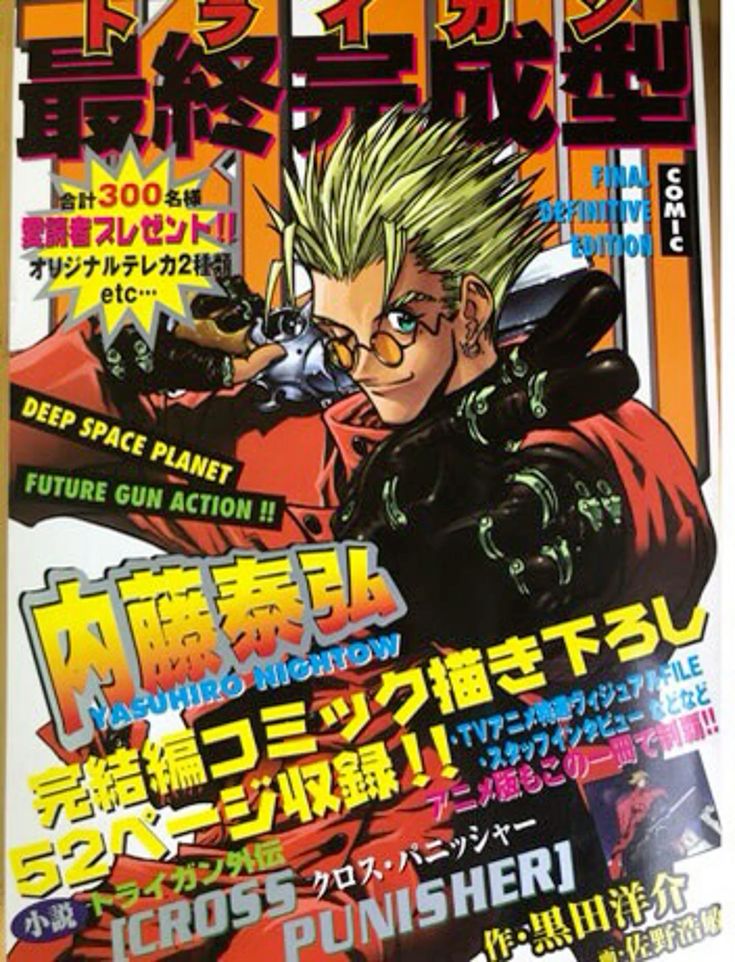 トライガン
最終完成型
合計300名様
愛読者プレゼント!!
オリジナルテレカ2種類
etc…
FINAL
DEFINITIVE
EDITION
COMIC
DEEP SPACE PLANET
FUTURE GUN ACTION !!
内藤泰弘
YASUHIRO NIGHTOW
完結編コミック描き下ろし
52ページ収録!!
・TVアニメ特選ヴィジュアルFILE
・スタッフインタビューなどなど
アニメ版もこの一冊で制覇!!
小説
トライガン外伝
クロス・パニッシャー
[CROSS
PUNISHER]
作・黒田洋介
画・佐野浩敏